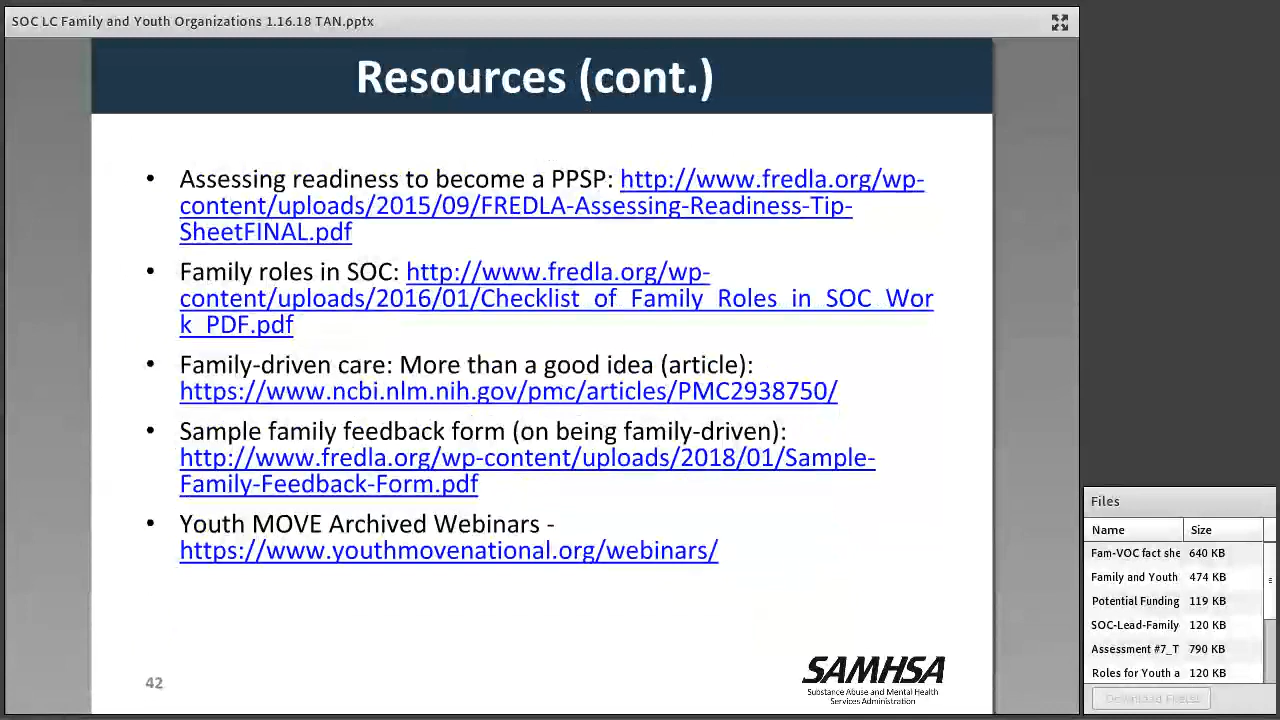 SOC LC Family and Youth Organizations 1.16.18 TAN.pptx
Resources (cont.)
• Assessing readiness to become a PPSP: http://www.fredla.org/wp-
content/uploads/2015/09/FREDLA-Assessing-Readiness-Tip-
SheetFINAL.pdf
• Family roles in SOC: http://www.fredla.org/wp-
content/uploads/2016/01/Checklist_of_Family_Roles_in_SOC_Wor
k_PDF.pdf
• Family-driven care: More than a good idea (article):
https://www.ncbi.nlm.nih.gov/pmc/articles/PMC2938750/
• Sample family feedback form (on being family-driven):
http://www.fredla.org/wp-content/uploads/2018/01/Sample-
Family-Feedback-Form.pdf
• Youth MOVE Archived Webinars -
https://www.youthmovenational.org/webinars/
42
SAMHSA
Substance Abuse and Mental Health
Services Administration
Files
Name Size
Fam-VOC fact she 640 KB
Family and Youth 474 KB
Potential Funding 119 KB
SOC-Lead-Family 120 KB
Assessment #7_T 790 KB
Roles for Youth a 120 KB
Download File(s)